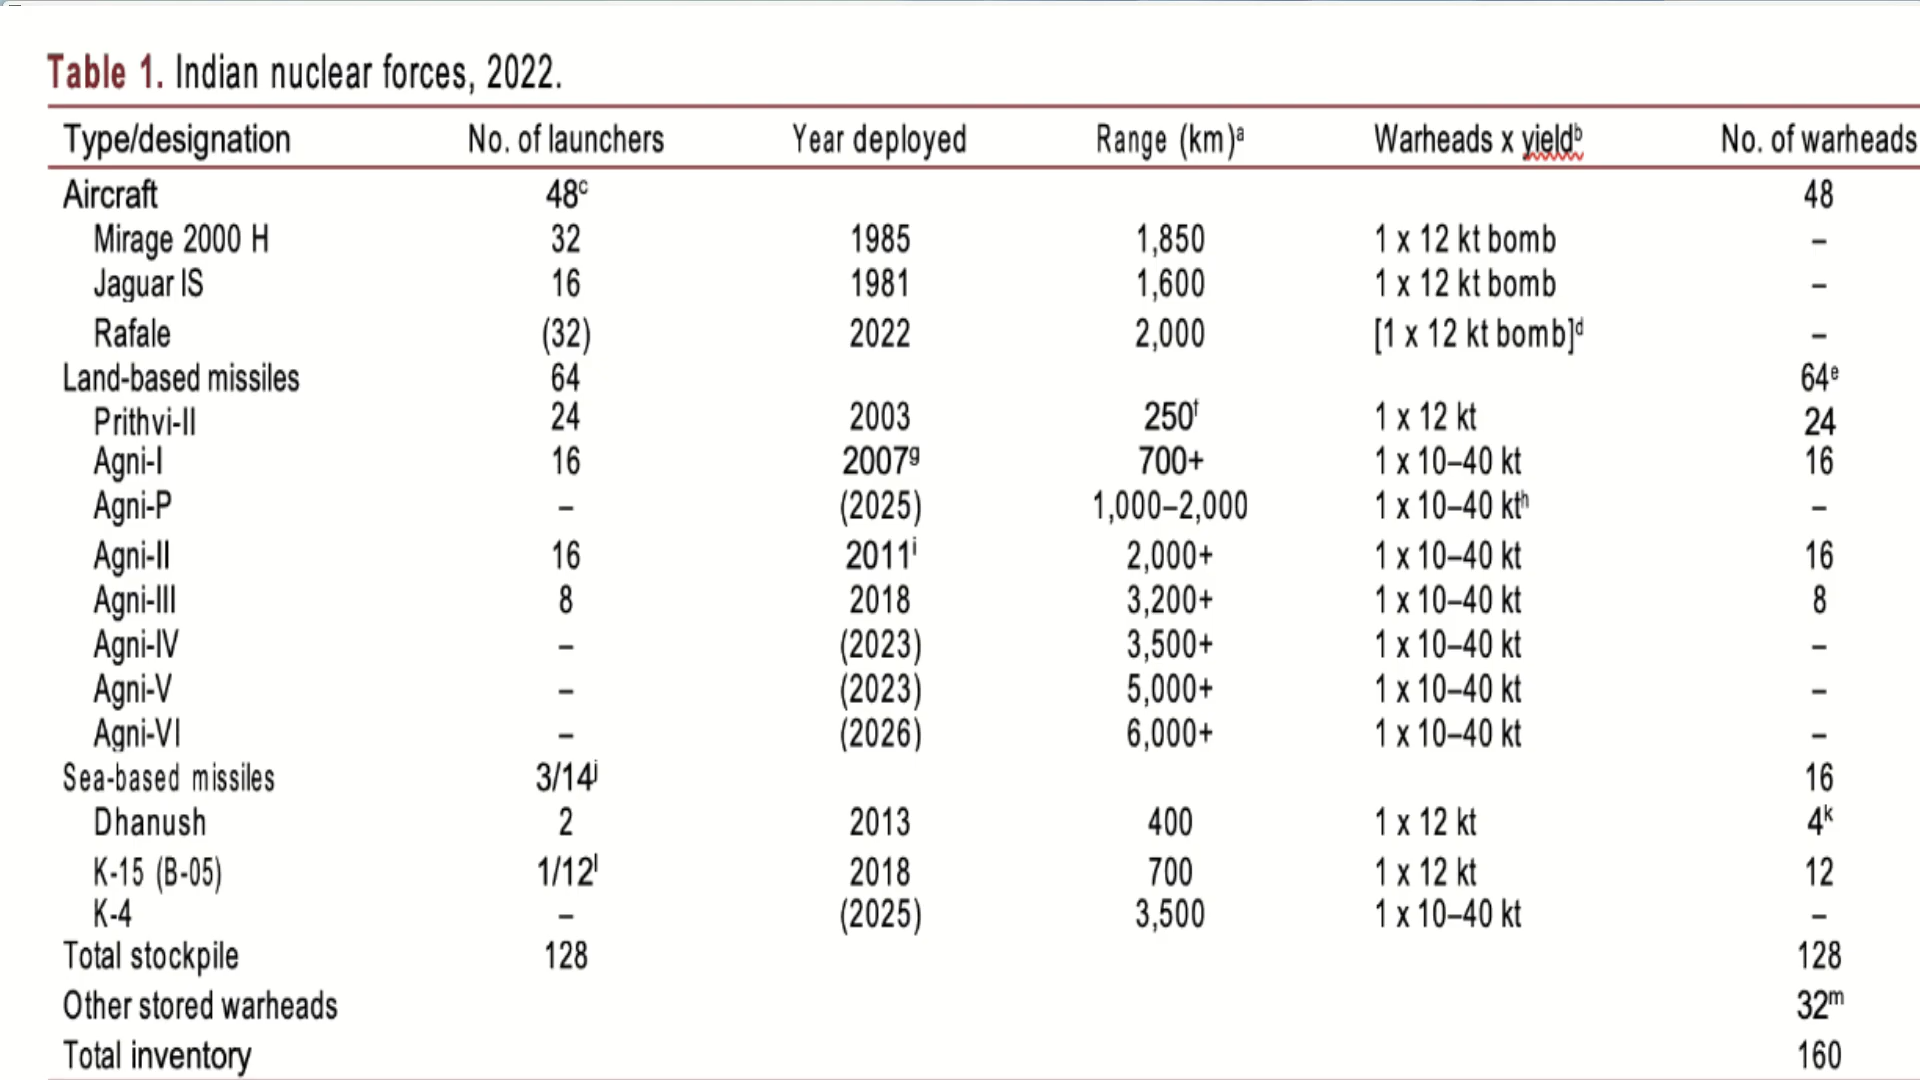 Table 1. Indian nuclear forces, 2022.
Type/designation No. of launchers Year deployed Range (km)ᵃ Warheads x yieldᵇ No. of warheads
Aircraft 48ᶜ 48
Mirage 2000 H 32 1985 1,850 1 x 12 kt bomb –
Jaguar IS 16 1981 1,600 1 x 12 kt bomb –
Rafale (32) 2022 2,000 [1 x 12 kt bomb]ᵈ –
Land-based missiles 64 64ᵉ
Prithvi-II 24 2003 250ᶠ 1 x 12 kt 24
Agni-I 16 2007ᵍ 700+ 1 x 10–40 kt 16
Agni-P – (2025) 1,000–2,000 1 x 10–40 ktʰ –
Agni-II 16 2011ⁱ 2,000+ 1 x 10–40 kt 16
Agni-III 8 2018 3,200+ 1 x 10–40 kt 8
Agni-IV – (2023) 3,500+ 1 x 10–40 kt –
Agni-V – (2023) 5,000+ 1 x 10–40 kt –
Agni-VI – (2026) 6,000+ 1 x 10–40 kt –
Sea-based missiles 3/14ʲ 16
Dhanush 2 2013 400 1 x 12 kt 4ᵏ
K-15 (B-05) 1/12ˡ 2018 700 1 x 12 kt 12
K-4 – (2025) 3,500 1 x 10–40 kt –
Total stockpile 128 128
Other stored warheads 32ᵐ
Total inventory 160